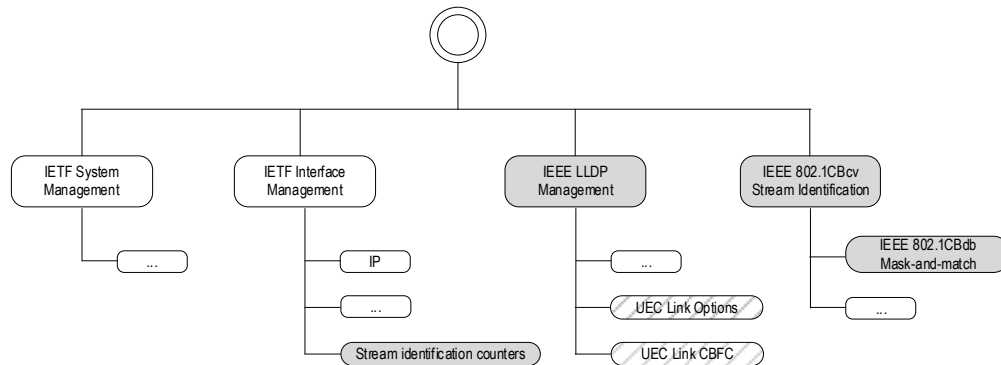 IETF System
Management
IETF Interface
Management
IEEE LLDP
Management
IEEE 802.1CBcv
Stream Identification
...
IP
...
Stream identification counters
...
UEC Link Options
UEC Link CBFC
IEEE 802.1CBdb
Mask-and-match
...